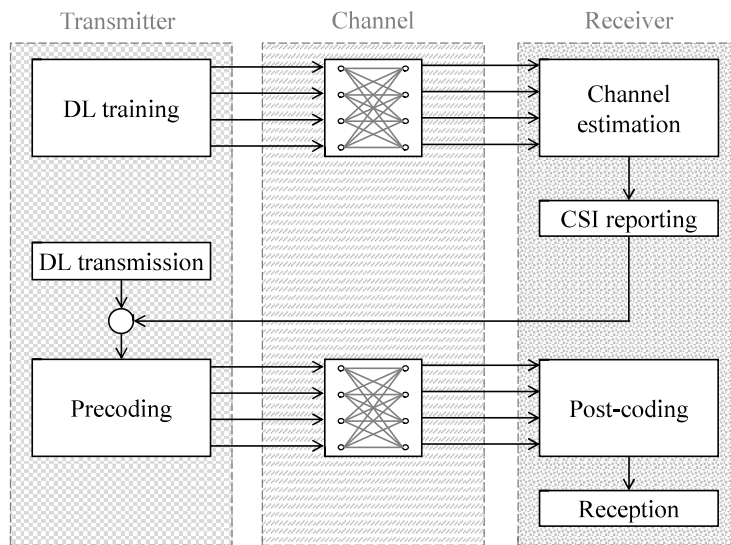 Transmitter
Channel
Receiver
DL training
Channel
estimation
CSI reporting
DL transmission
Precoding
Post-coding
Reception